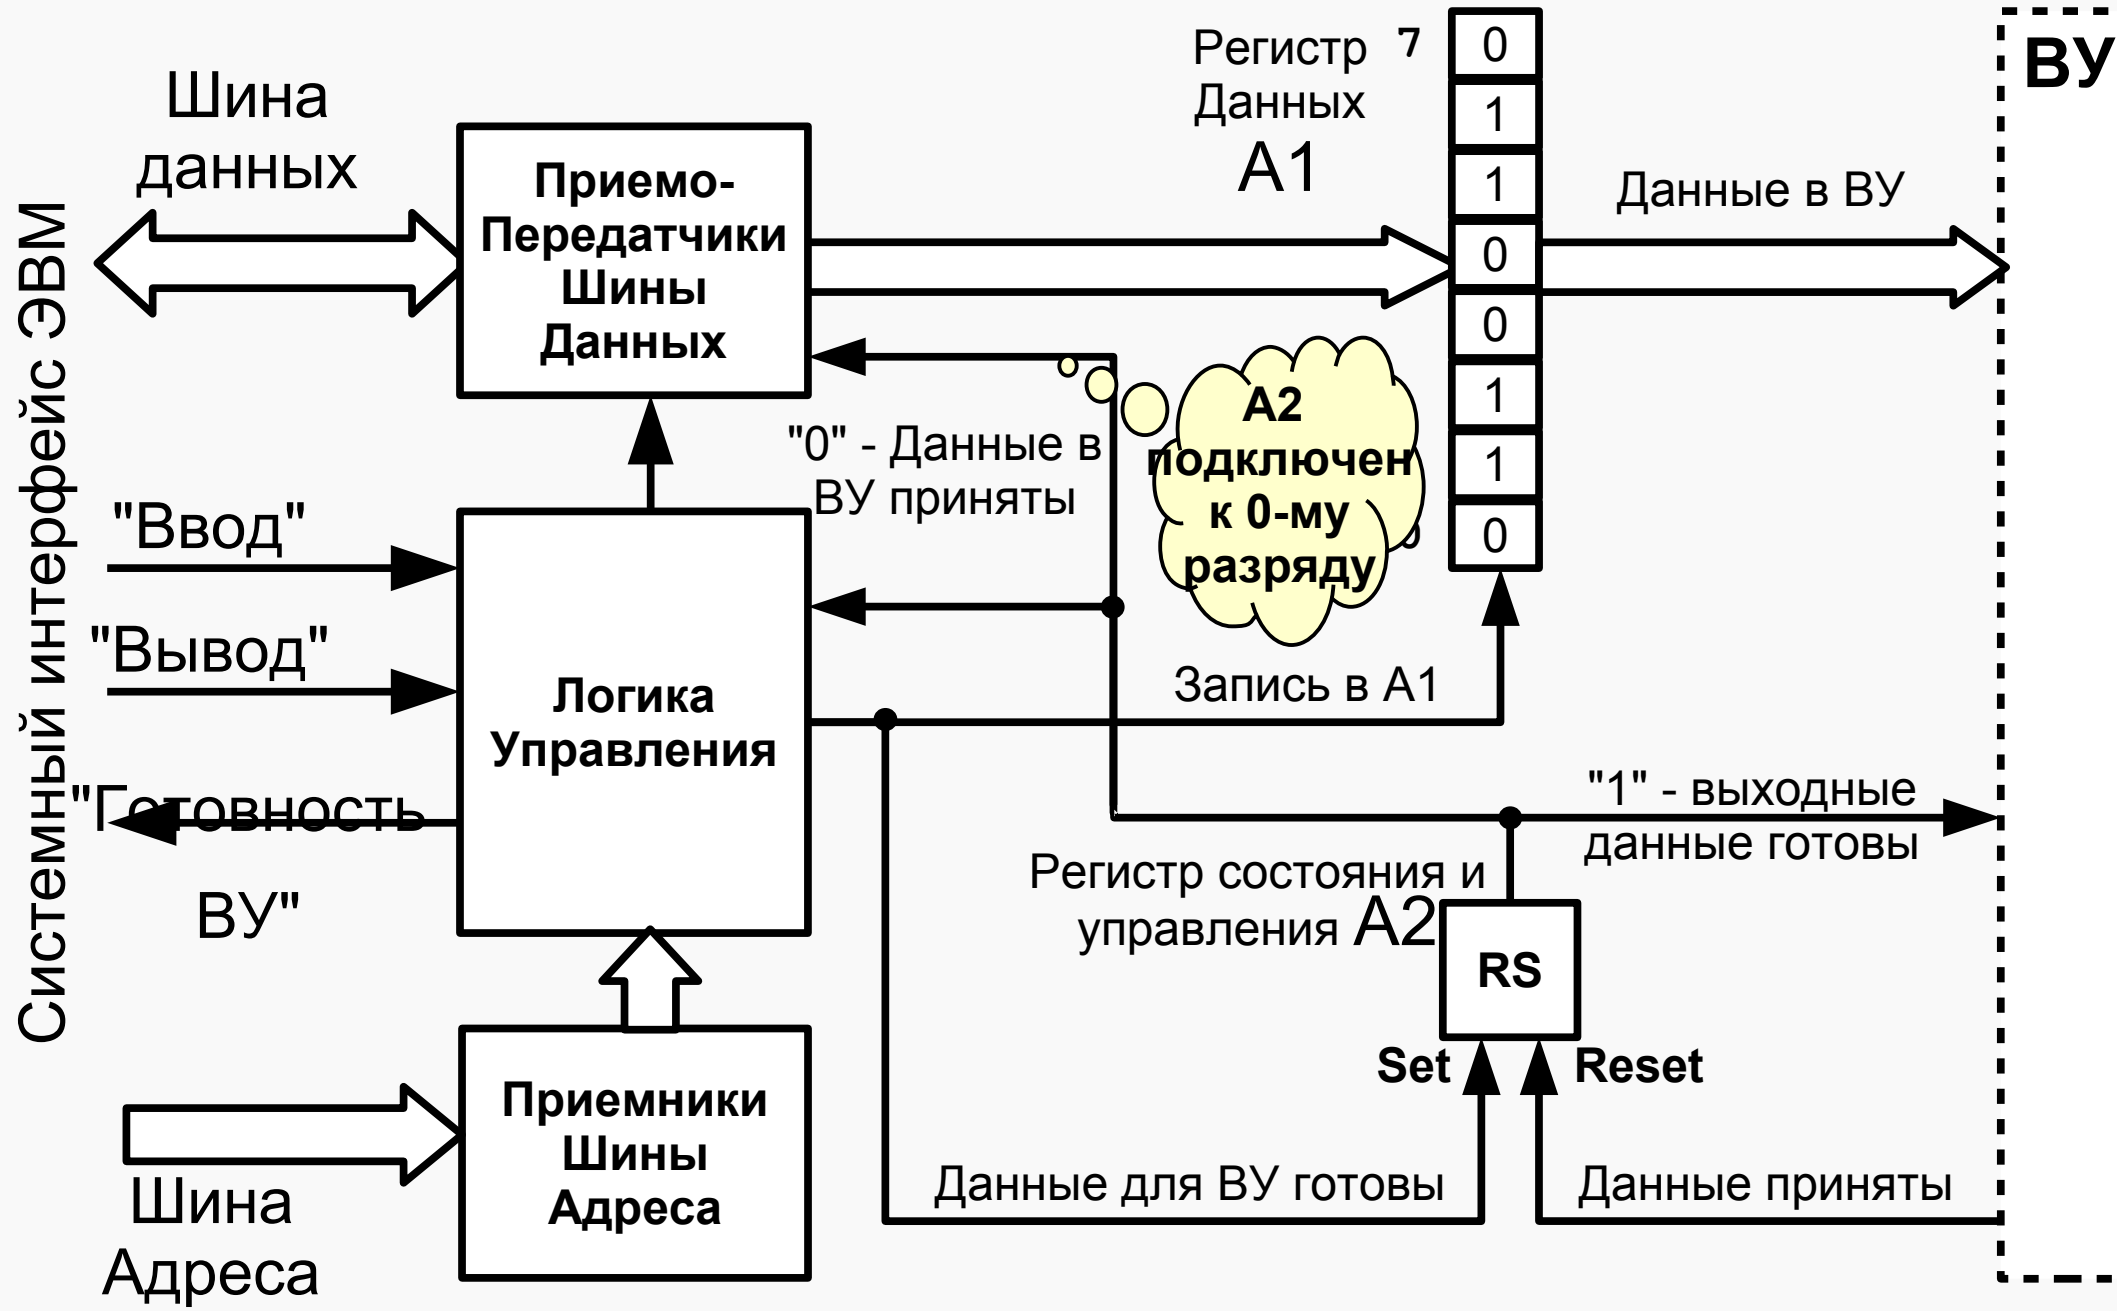 Системный интерфейс ЭВМ
Шина
данных
Приемо-
Передатчики
Шины
Данных
Регистр 7
Данных
А1
0
1
1
0
0
1
1
0
Данные в ВУ
ВУ
"0" - Данные в
ВУ приняты
А2
подключен
к 0-му
разряду
"Ввод"
"Вывод"
"Готовность
ВУ"
Логика
Управления
Запись в А1
"1" - выходные
данные готовы
Регистр состояния и
управления А2
RS
Set
Reset
Приемники
Шины
Адреса
Шина
Адреса
Данные для ВУ готовы
Данные приняты